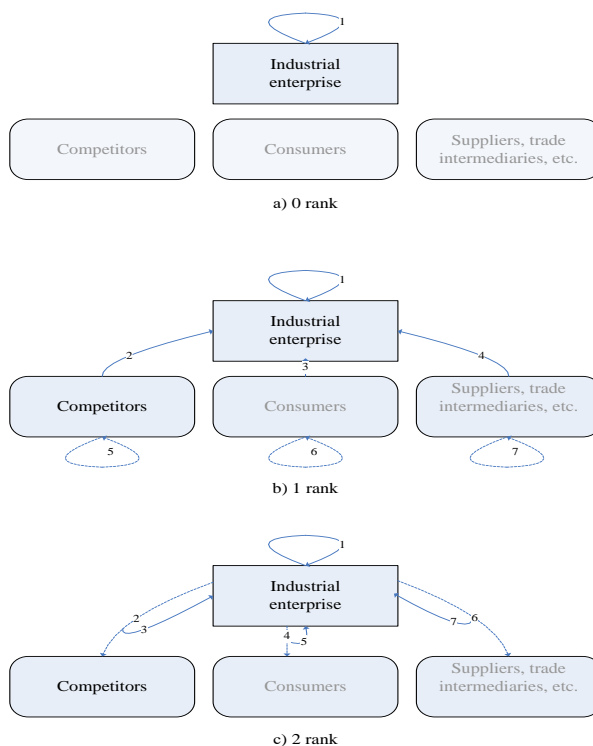 1
Industrial
enterprise
Competitors
Consumers
Suppliers, trade
intermediaries, etc.
a) 0 rank
1
Industrial
enterprise
2
3
4
Competitors
Consumers
Suppliers, trade
intermediaries, etc.
5
6
7
b) 1 rank
1
Industrial
enterprise
2
3
4
5
7
6
Competitors
Consumers
Suppliers, trade
intermediaries, etc.
c) 2 rank